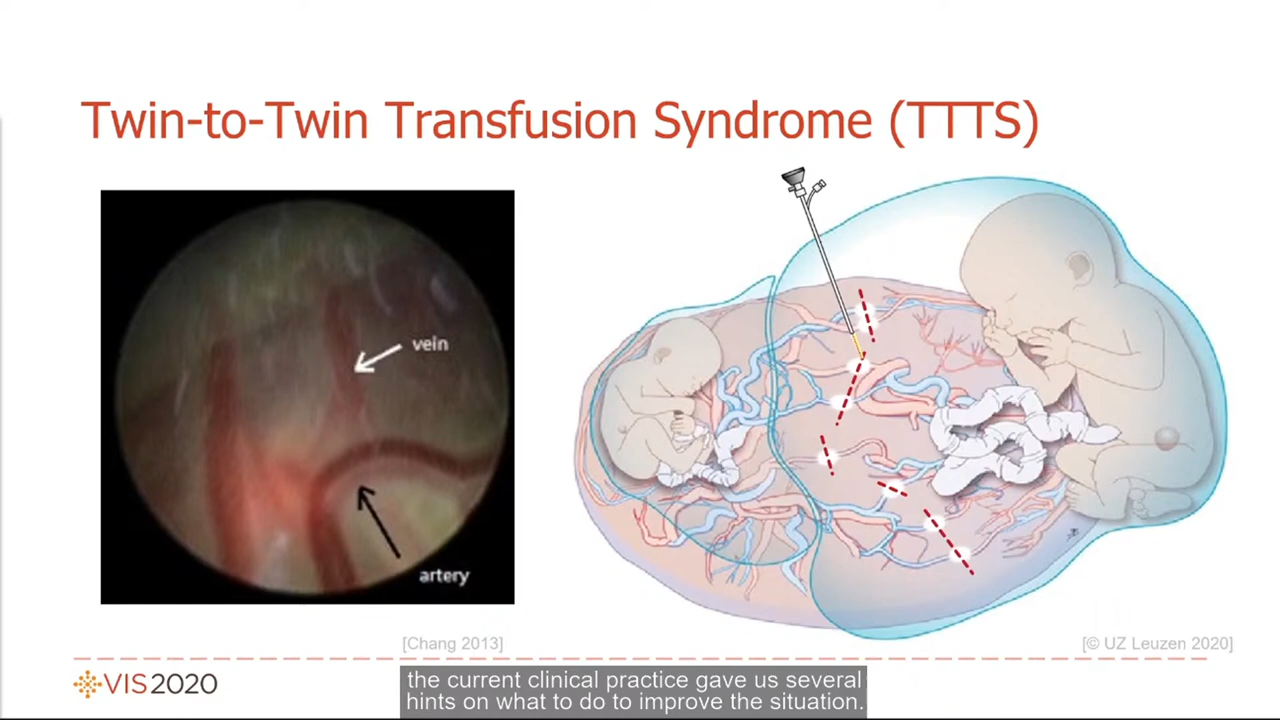 Twin-to-Twin Transfusion Syndrome (TTTS)
vein
artery
[Chang 2013]
[© UZ Leuzen 2020]
VIS2020
the current clinical practice gave us several
hints on what to do to improve the situation.